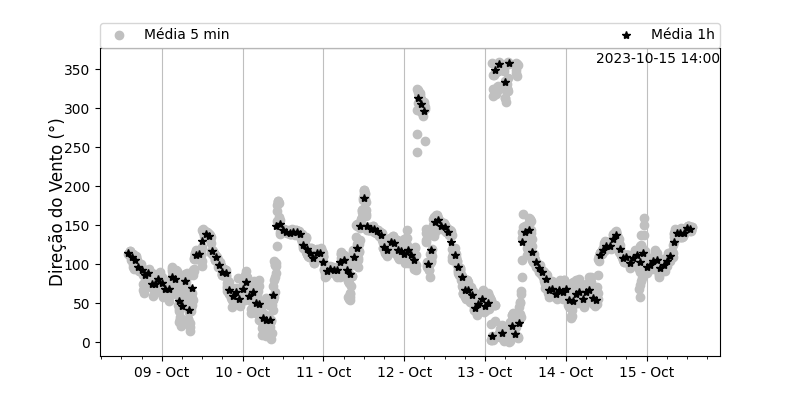 Média 5 min
Média 1h
2023-10-15 14:00
Direção do Vento (°)
350
300
250
200
150
100
50
0
09 - Oct
10 - Oct
11 - Oct
12 - Oct
13 - Oct
14 - Oct
15 - Oct